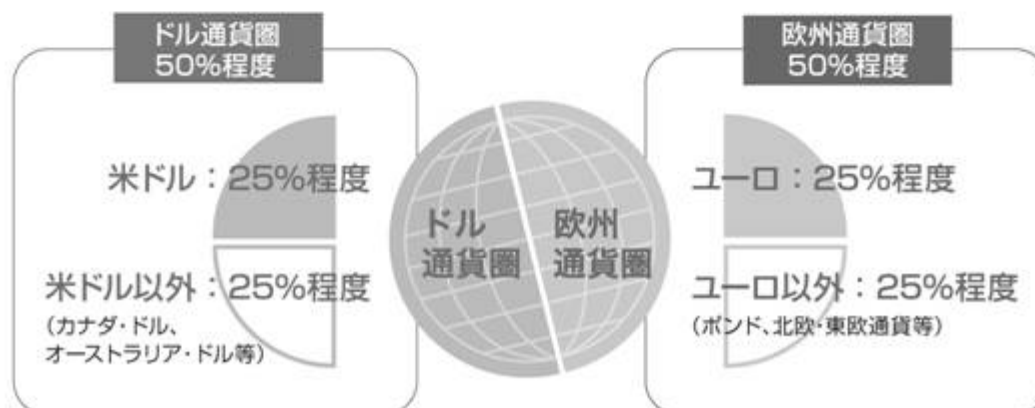 ドル通貨圏
50%程度
米ドル：25%程度
米ドル以外：25%程度
（カナダ・ドル、
オーストラリア・ドル等）
ドル
通貨圏
欧州
通貨圏
欧州通貨圏
50%程度
ユーロ：25%程度
ユーロ以外：25%程度
（ポンド、北欧・東欧通貨等）